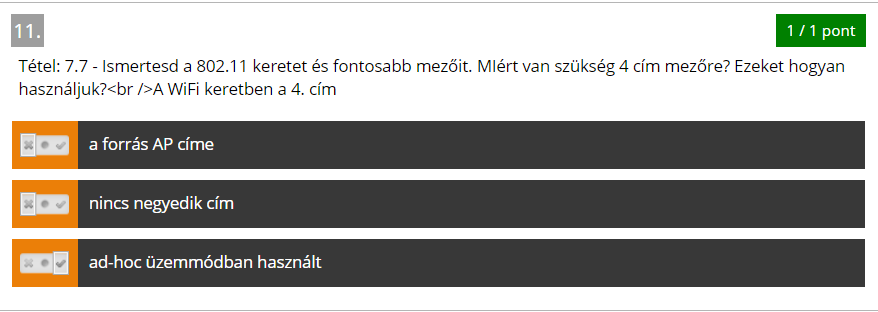 11.
1 / 1 pont
Tétel: 7.7 - Ismertesd a 802.11 keretet és fontosabb mezőit. MIért van szükség 4 cím mezőre? Ezeket hogyan
használjuk?<br />A WiFi keretben a 4. cím
a forrás AP címe
nincs negyedik cím
ad-hoc üzemmódban használt